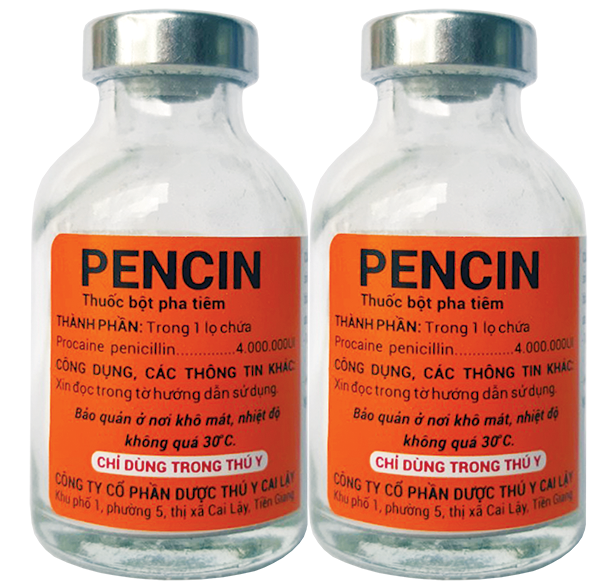 PENCIN
Thuốc bột pha tiêm
THÀNH PHẦN: Trong 1 lọ chứa
Procaine penicillin...............4.000.000UI
CÔNG DỤNG, CÁC THÔNG TIN KHÁC:
Xin đọc trong tờ hướng dẫn sử dụng.
Bảo quản ở nơi khô mát, nhiệt độ
không quá 30°C.
CHỈ DÙNG TRONG THÚ Y
CÔNG TY CỔ PHẦN DƯỢC THÚ Y CAI LẬY
Khu phố 1, phường 5, thị xã Cai Lậy, Tiền Giang
PENCIN
Thuốc bột pha tiêm
THÀNH PHẦN: Trong 1 lọ chứa
Procaine penicillin...............4.000.000UI
CÔNG DỤNG, CÁC THÔNG TIN KHÁC:
Xin đọc trong tờ hướng dẫn sử dụng.
Bảo quản ở nơi khô mát, nhiệt độ
không quá 30°C.
CHỈ DÙNG TRONG THÚ Y
CÔNG TY CỔ PHẦN DƯỢC THÚ Y CAI LẬY
Khu phố 1, phường 5, thị xã Cai Lậy, Tiền Giang